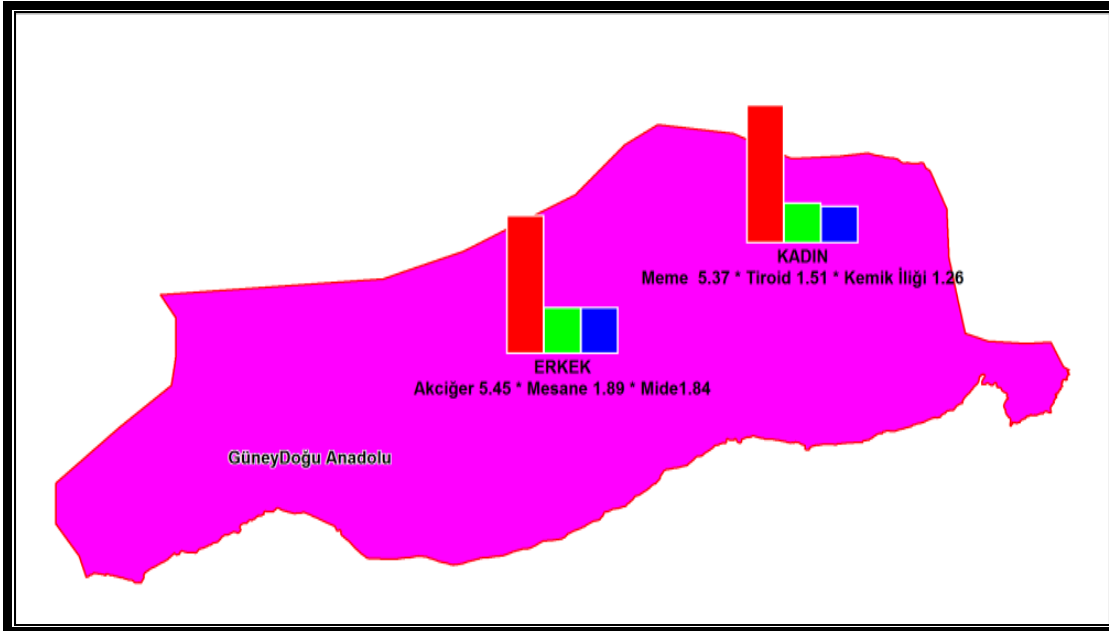 KADIN
Meme 5.37 * Tiroid 1.51 * Kemik İliği 1.26
ERKEK
Akciğer 5.45 * Mesane 1.89 * Mide1.84
GüneyDoğu Anadolu